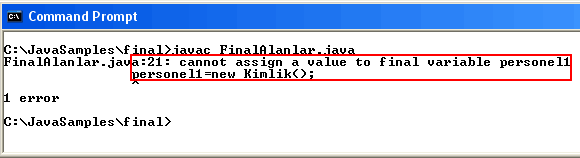 Command Prompt
C:\JavaSamples\final>javac FinalAlanlar.java
FinalAlanlar.java:21: cannot assign a value to final variable personel1
personel1=new Kimlik();
^
1 error
C:\JavaSamples\final>